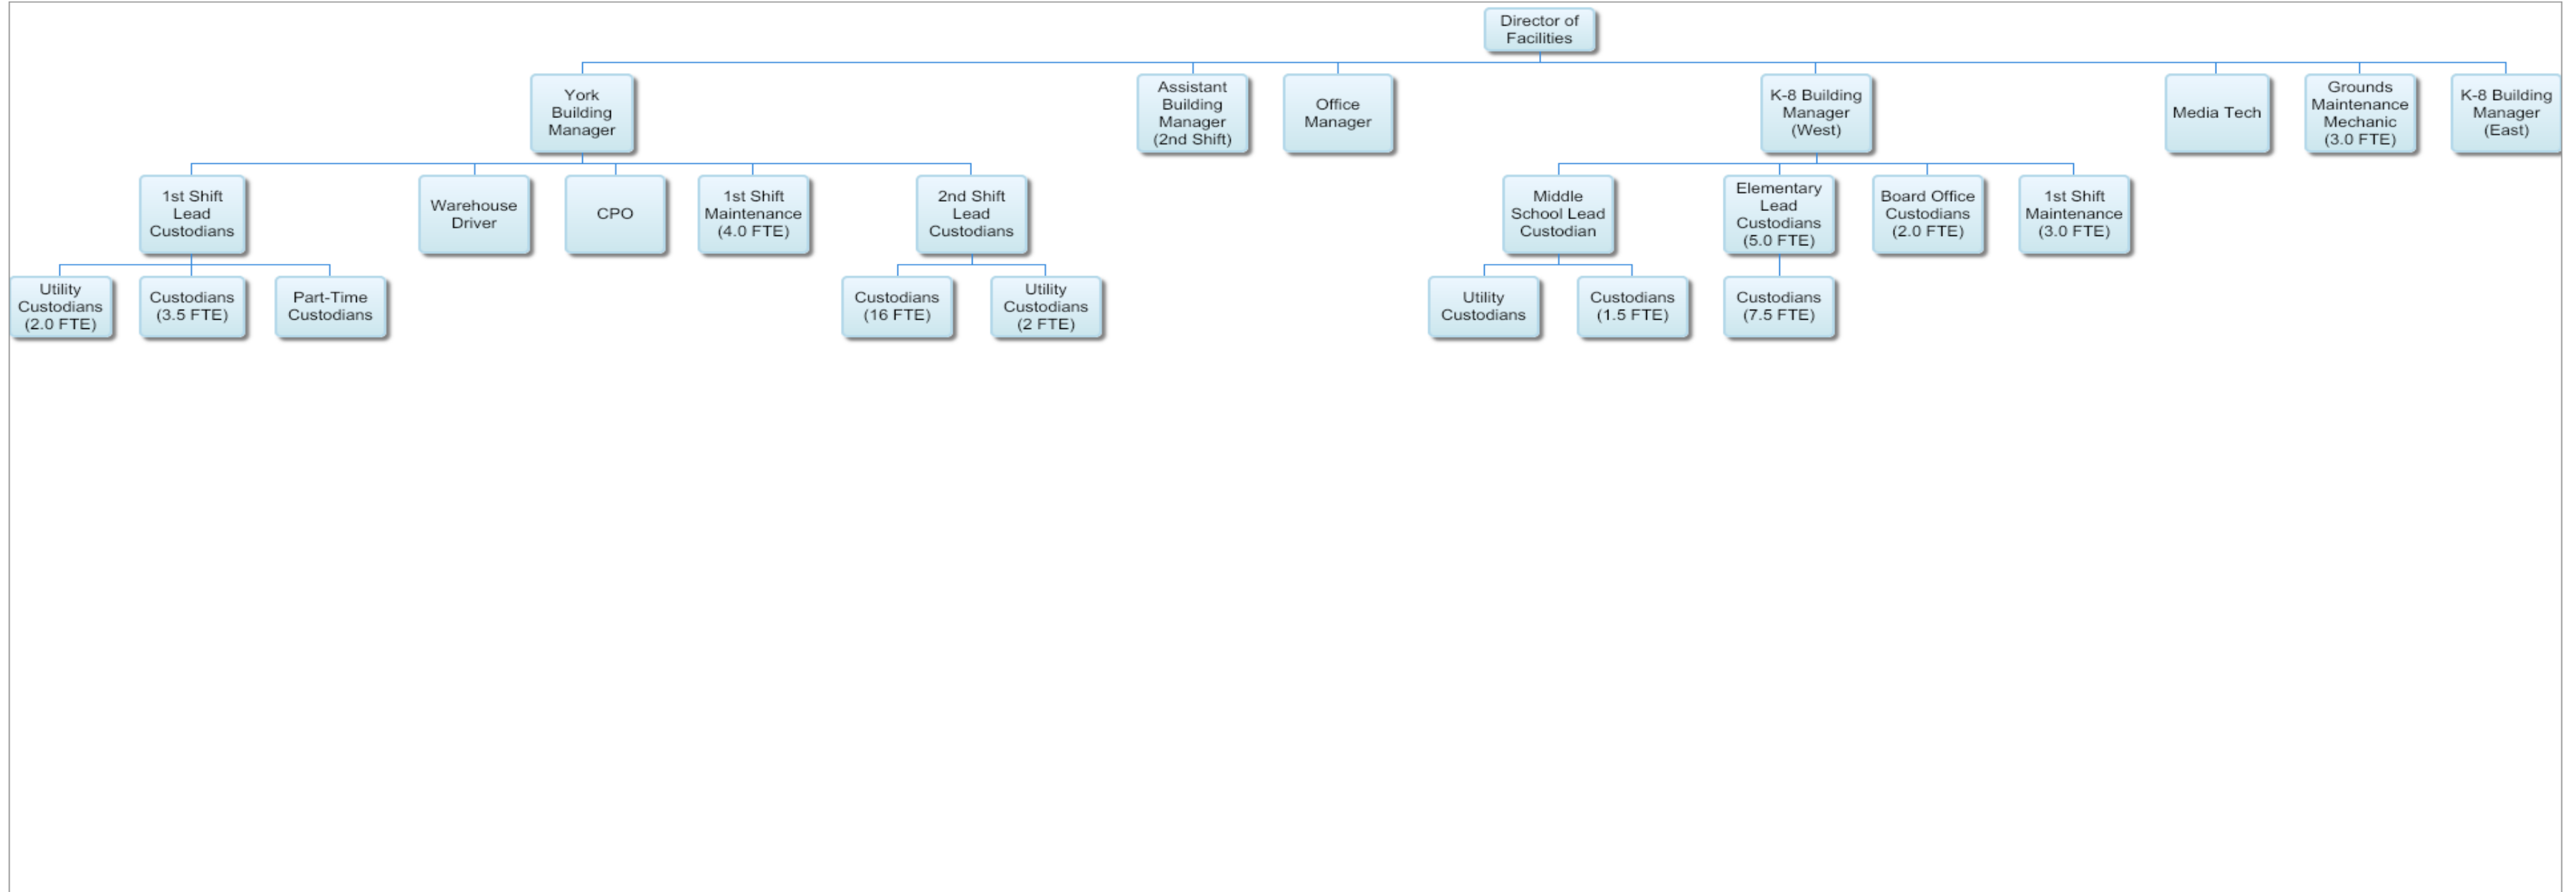 Director of
Facilities
York
Building
Manager
Assistant
Building
Manager
(2nd Shift)
Office
Manager
K-8 Building
Manager
(West)
Media Tech
Grounds
Maintenance
Mechanic
(3.0 FTE)
K-8 Building
Manager
(East)
1st Shift
Lead
Custodians
Warehouse
Driver
CPO
1st Shift
Maintenance
(4.0 FTE)
2nd Shift
Lead
Custodians
Middle
School Lead
Custodian
Elementary
Lead
Custodians
(5.0 FTE)
Board Office
Custodians
(2.0 FTE)
1st Shift
Maintenance
(3.0 FTE)
Utility
Custodians
(2.0 FTE)
Custodians
(3.5 FTE)
Part-Time
Custodians
Custodians
(16 FTE)
Utility
Custodians
(2 FTE)
Utility
Custodians
Custodians
(1.5 FTE)
Custodians
(7.5 FTE)